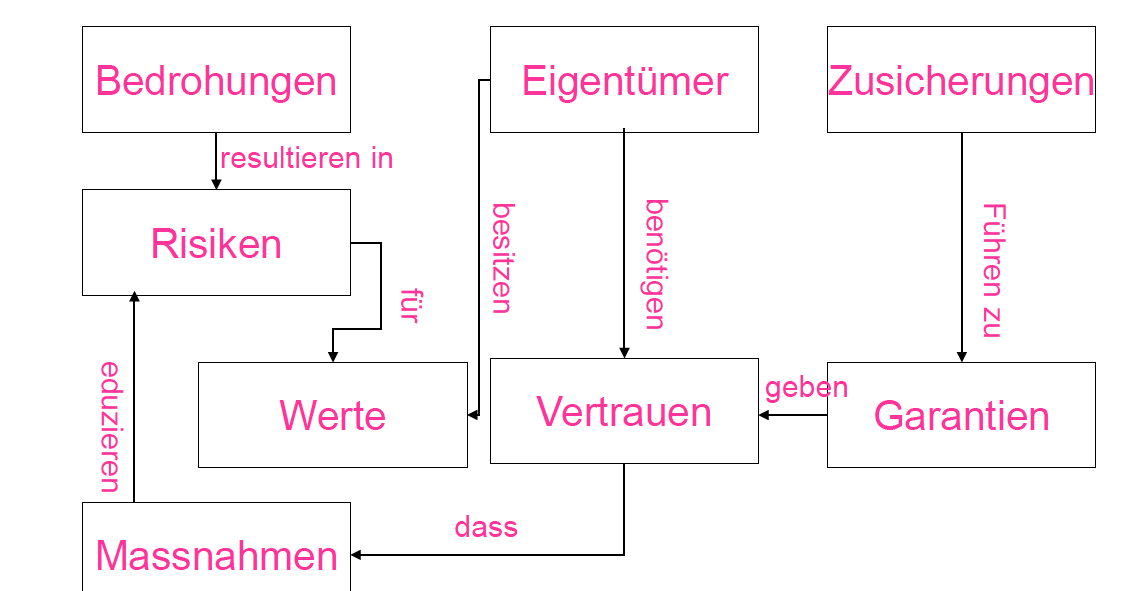 Bedrohungen
Eigentümer
Zusicherungen
resultieren in
Risiken
für
besitzen
benötigen
Führen zu
eduzieren
Werte
Vertrauen
geben
Garantien
dass
Massnahmen